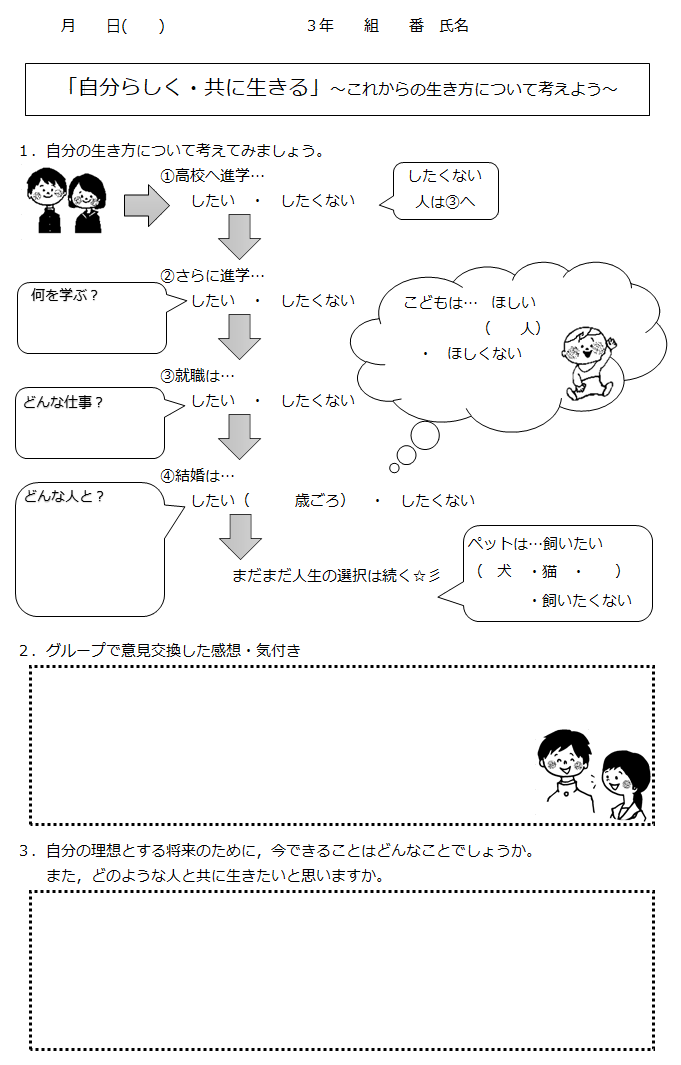 月　　日(　　)　　　　　３年　　組　　番　氏名
「自分らしく・共に生きる」～これからの生き方について考えよう～
１．自分の生き方について考えてみましょう。
①高校へ進学…
したい　・　したくない
したくない
人は③へ
②さらに進学…
したい　・　したくない
何を学ぶ？
こどもは…　ほしい
（　　人）
・　ほしくない
③就職は…
したい　・　したくない
どんな仕事？
④結婚は…
したい（　　　歳ごろ）　・　したくない
どんな人と？
まだまだ人生の選択は続く☆彡
ペットは…飼いたい
（　犬　・猫　・　　）
・飼いたくない
２．グループで意見交換した感想・気付き
３．自分の理想とする将来のために，今できることはどんなことでしょうか。
また，どのような人と共に生きたいと思いますか。